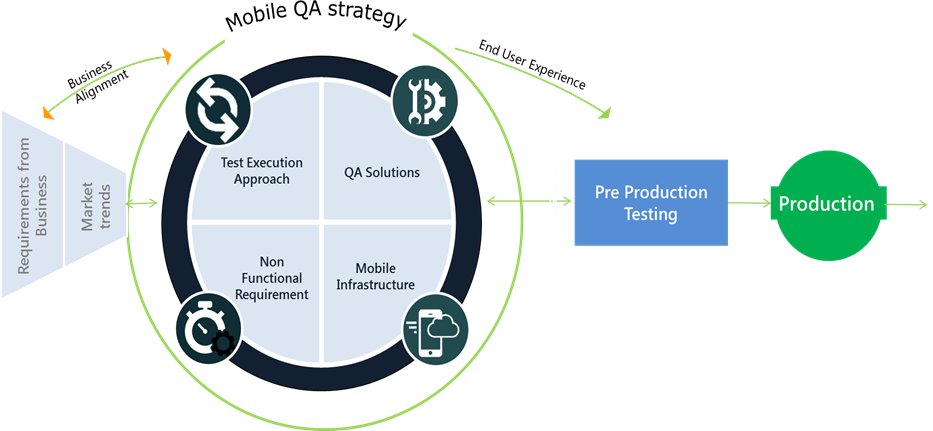 Mobile QA strategy
Business
Alignment
End User Experience
Requirements from
Business
Market
trends
Test Execution
Approach
QA Solutions
Non
Functional
Requirement
Mobile
Infrastructure
Pre Production
Testing
Production